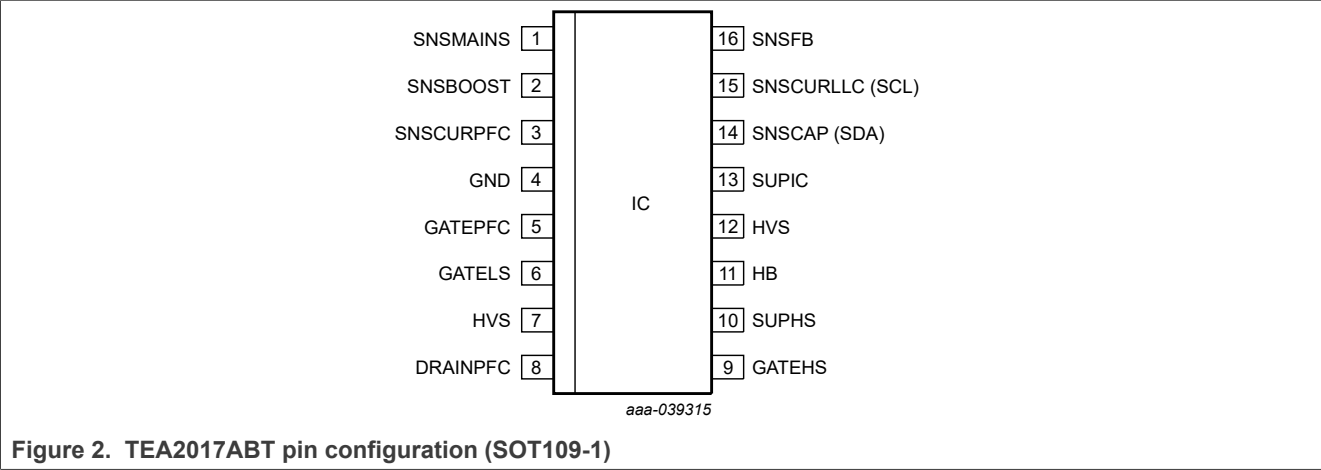 SNSMAINS 1 16 SNSFB
SNSBOOST 2 15 SNSCURLLC (SCL)
SNSCURPFC 3 14 SNSCAP (SDA)
GND 4 13 SUPIC
IC
GATEPFC 5 12 HVS
GATELS 6 11 HB
HVS 7 10 SUPHS
DRAINPFC 8 9 GATEHS
aaa-039315
Figure 2. TEA2017ABT pin configuration (SOT109-1)